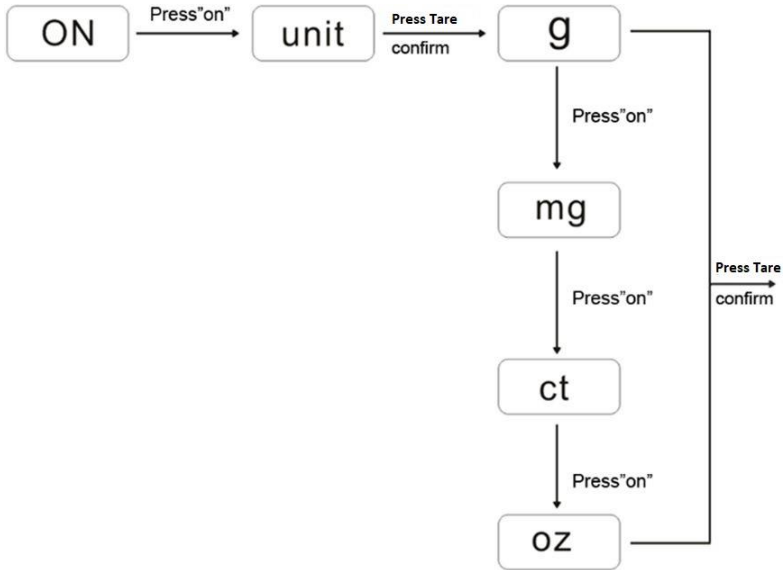 ON
Press"on"
unit
Press Tare
confirm
g
Press"on"
mg
Press"on"
ct
Press"on"
oz
Press Tare
confirm